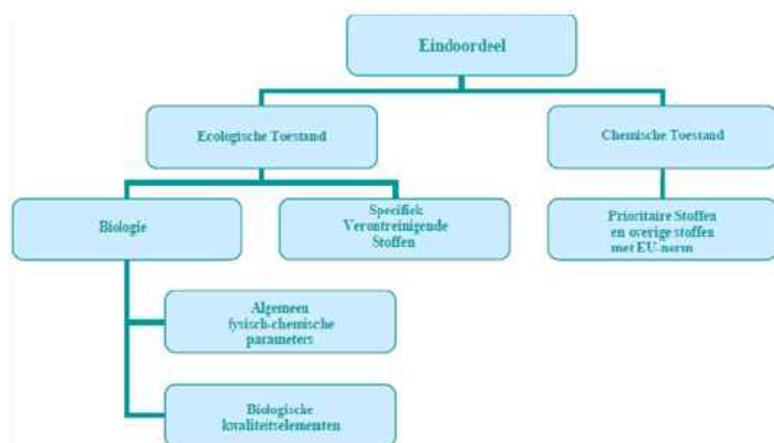 Eindoordeel
Ecologische Toestand
Chemische Toestand
Biologie
Specifiek
Verontreinigende
Stoffen
Prioritaire Stoffen
en overige stoffen
met EU-norm
Algemeen
fysisch-chemische
parameters
Biologische
kwaliteitselementen